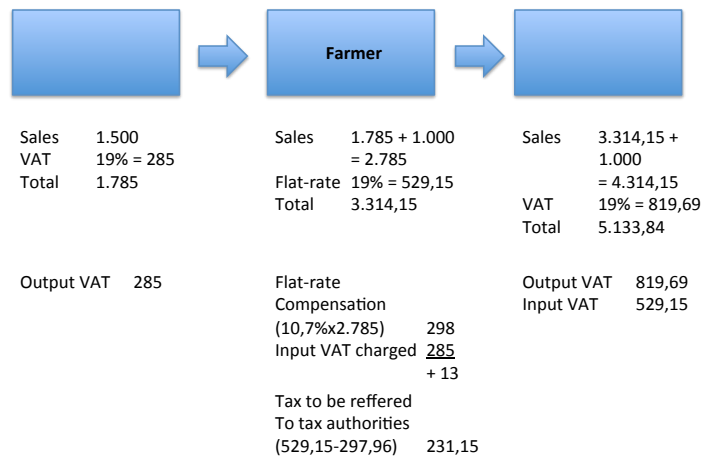 Farmer
Sales 1.500
VAT 19% = 285
Total 1.785
Output VAT 285
Sales 1.785 + 1.000
= 2.785
Flat-rate 19% = 529,15
Total 3.314,15
Flat-rate
Compensation
(10,7%x2.785) 298
Input VAT charged 285
+ 13
Tax to be reffered
To tax authorities
(529,15-297,96) 231,15
Sales 3.314,15 +
1.000
= 4.314,15
VAT 19% = 819,69
Total 5.133,84
Output VAT 819,69
Input VAT 529,15